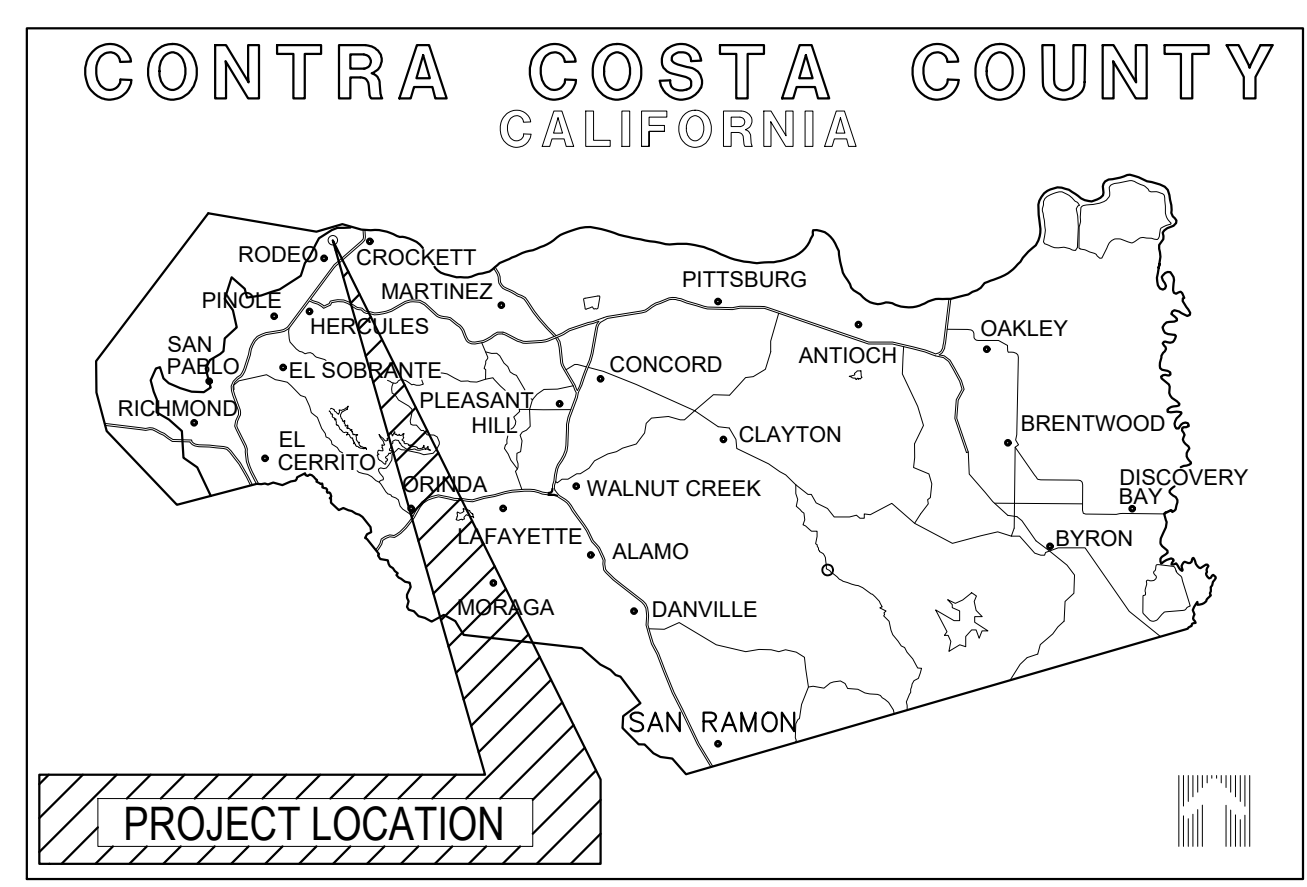 CONTRA COSTA COUNTY
CALIFORNIA
RODEO
CROCKETT
PITTSBURG
MARTINEZ
PINOLE
HERCULES
OAKLEY
SAN
PABLO
ANTIOCH
EL SOBRANTE
CONCORD
PLEASANT
HILL
RICHMOND
BRENTWOOD
CLAYTON
EL
CERRITO
DISCOVERY
BAY
ORINDA
WALNUT CREEK
LAFAYETTE
BYRON
ALAMO
MORAGA
DANVILLE
SAN RAMON
PROJECT LOCATION